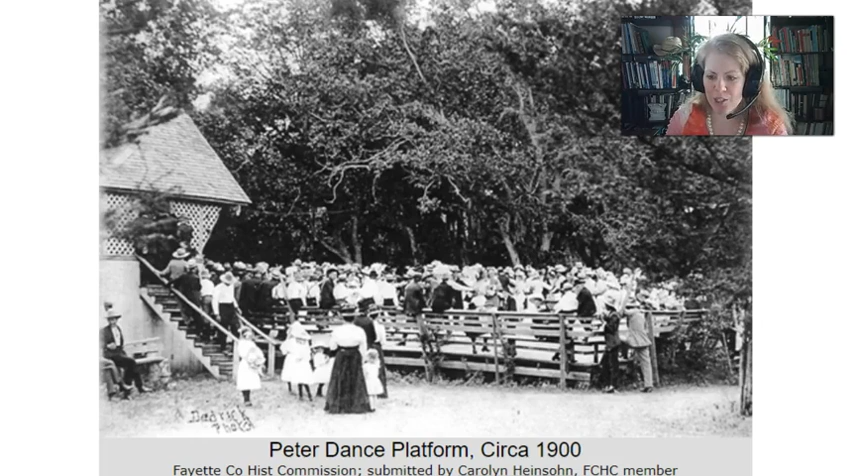 Dedrick
Photo
Peter Dance Platform, Circa 1900
Fayette Co Hist Commission; submitted by Carolyn Heinsohn, FCHC member